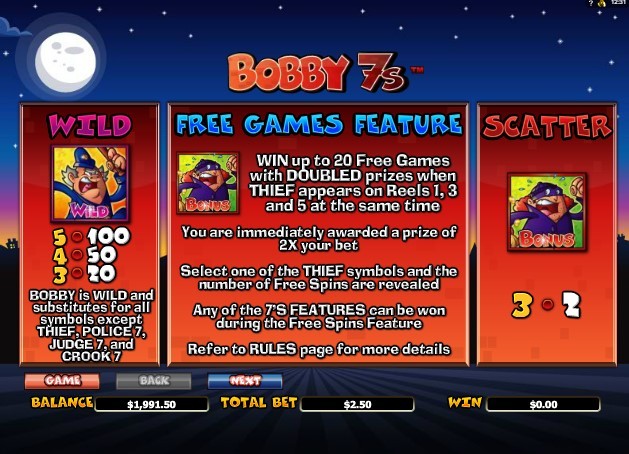 ? 12:31
BOBBY 7s™
WILD
WILD
5 • 100
4 • 50
3 • 20
BOBBY is WILD and
substitutes for all
symbols except
THIEF, POLICE 7,
JUDGE 7, and
CROOK 7
FREE GAMES FEATURE
BONUS
WIN up to 20 Free Games
with DOUBLED prizes when
THIEF appears on Reels 1, 3
and 5 at the same time
You are immediately awarded a prize of
2X your bet
Select one of the THIEF symbols and the
number of Free Spins are revealed
Any of the 7'S FEATURES can be won
during the Free Spins Feature
Refer to RULES page for more details
SCATTER
BONUS
3 • 2
GAME BACK NEXT
BALANCE $1,991.50 TOTAL BET $2.50 WIN $0.00